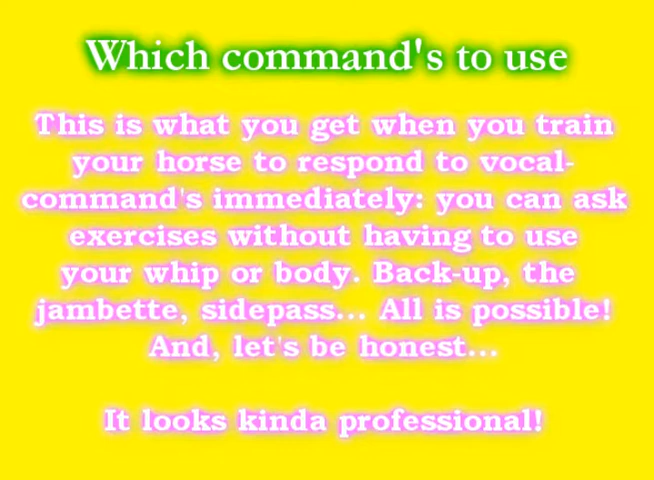 Which command's to use
This is what you get when you train
your horse to respond to vocal-
command's immediately: you can ask
exercises without having to use
your whip or body. Back-up, the
jambette, sidepass... All is possible!
And, let's be honest...
It looks kinda professional!